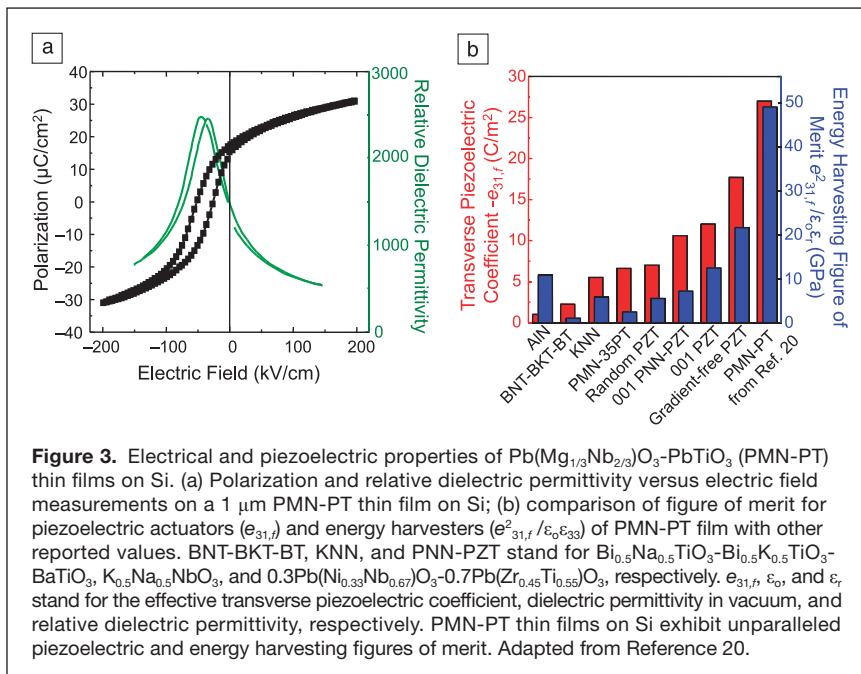 a
Polarization (µC/cm²)
40
30
20
10
0
−10
−20
−30
−40
3000
2000
1000
0
Relative Dielectric Permittivity
−200 −100 0 100 200
Electric Field (kV/cm)
b
Transverse Piezoelectric
Coefficient -e31,f (C/m²)
30
25
20
15
10
5
0
50
40
30
20
10
0
Energy Harvesting Figure of
Merit e²31,f /εoεr (GPa)
AlN
BNT-BKT-BT
KNN
PMN-35PT
Random PZT
001 PNN-PZT
001 PZT
Gradient-free PZT
PMN-PT
from Ref. 20
Figure 3. Electrical and piezoelectric properties of Pb(Mg1/3Nb2/3)O3-PbTiO3 (PMN-PT)
thin films on Si. (a) Polarization and relative dielectric permittivity versus electric field
measurements on a 1 μm PMN-PT thin film on Si; (b) comparison of figure of merit for
piezoelectric actuators (e31,f) and energy harvesters (e²31,f /εoε33) of PMN-PT film with other
reported values. BNT-BKT-BT, KNN, and PNN-PZT stand for Bi0.5Na0.5TiO3-Bi0.5K0.5TiO3-
BaTiO3, K0.5Na0.5NbO3, and 0.3Pb(Ni0.33Nb0.67)O3-0.7Pb(Zr0.45Ti0.55)O3, respectively. e31,f, εo, and εr
stand for the effective transverse piezoelectric coefficient, dielectric permittivity in vacuum, and
relative dielectric permittivity, respectively. PMN-PT thin films on Si exhibit unparalleled
piezoelectric and energy harvesting figures of merit. Adapted from Reference 20.